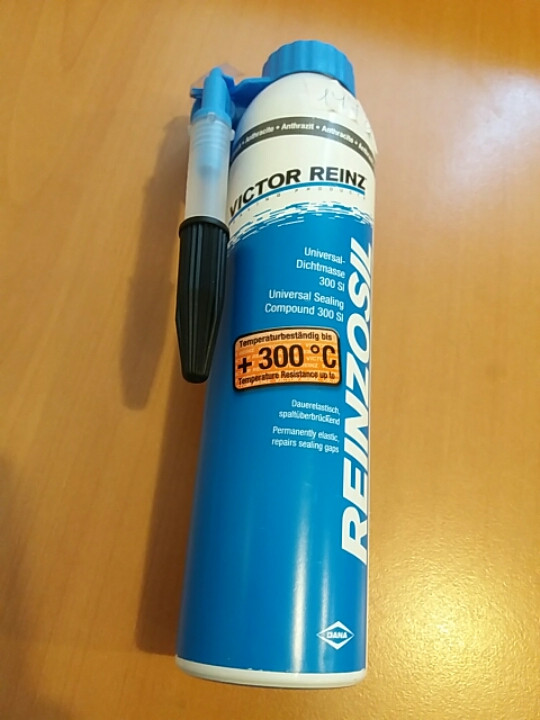 Anthracite • Anthrazit • Anthracite •
VICTOR REINZ
Universal-
Dichtmasse
300 SI
Universal Sealing
Compound 300 SI
Temperaturbeständig bis
+ 300 °C
Temperature Resistance up to
Dauerelastisch,
spaltüberbrückend
Permanently elastic,
repairs sealing gaps
REINZOSIL
DANA